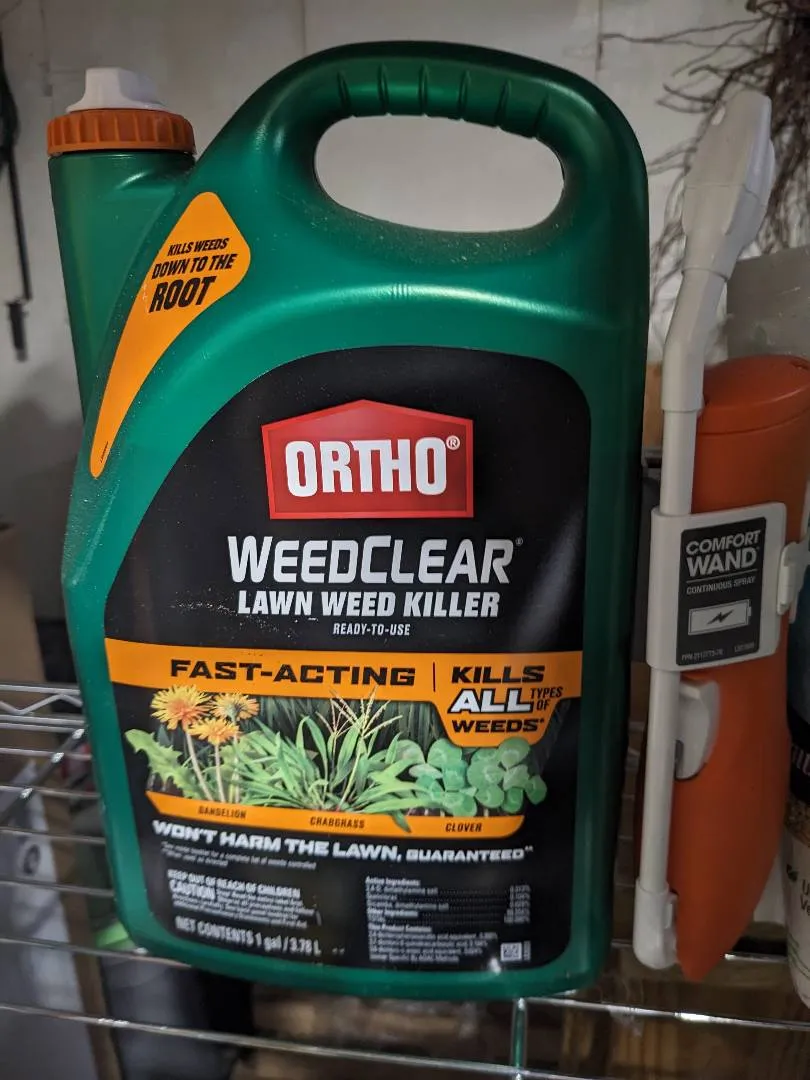 KILLS WEEDS
DOWN TO THE
ROOT
ORTHO®
WEEDCLEAR®
LAWN WEED KILLER
READY-TO-USE
FAST-ACTING | KILLS
ALL TYPES
OF
WEEDS*
DANDELION
CRABGRASS
CLOVER
WON'T HARM THE LAWN, GUARANTEED**
KEEP OUT OF REACH OF CHILDREN
CAUTION
NET CONTENTS 1 gal / 3.78 L
Active Ingredients:
Other Ingredients
COMFORT
WAND
CONTINUOUS SPRAY